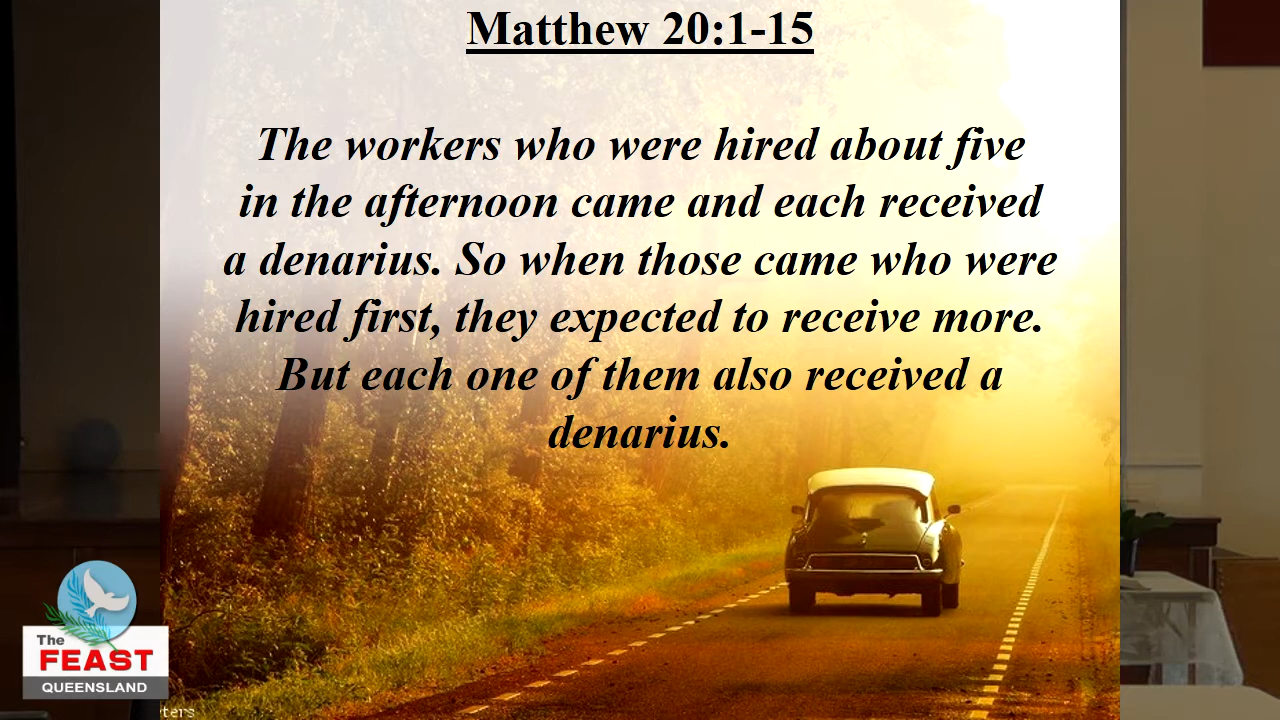 Matthew 20:1-15
The workers who were hired about five
in the afternoon came and each received
a denarius. So when those came who were
hired first, they expected to receive more.
But each one of them also received a
denarius.
The
FEAST
QUEENSLAND
ters